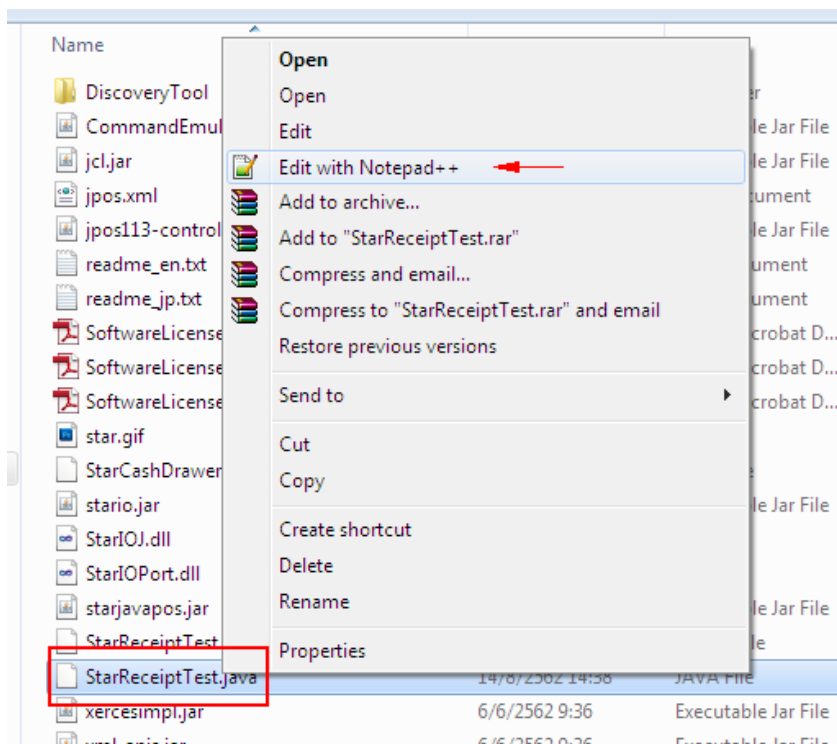 Name
Open
DiscoveryTool
Open
CommandEmul
Edit
le Jar File
jcl.jar
Edit with Notepad++
le Jar File
jpos.xml
Add to archive...
jpos113-control
Add to "StarReceiptTest.rar"
le Jar File
readme_en.txt
Compress and email...
ument
readme_jp.txt
Compress to "StarReceiptTest.rar" and email
ument
SoftwareLicense
Restore previous versions
crobat D...
SoftwareLicense
crobat D...
SoftwareLicense
Send to
crobat D...
star.gif
Cut
StarCashDrawer
Copy
stario.jar
le Jar File
StarIOJ.dll
Create shortcut
StarIOPort.dll
Delete
starjavapos.jar
Rename
le Jar File
StarReceiptTest
Properties
le
StarReceiptTest.java
14/8/2562 14:38
JAVA File
xercesimpl.jar
6/6/2562 9:36
Executable Jar File